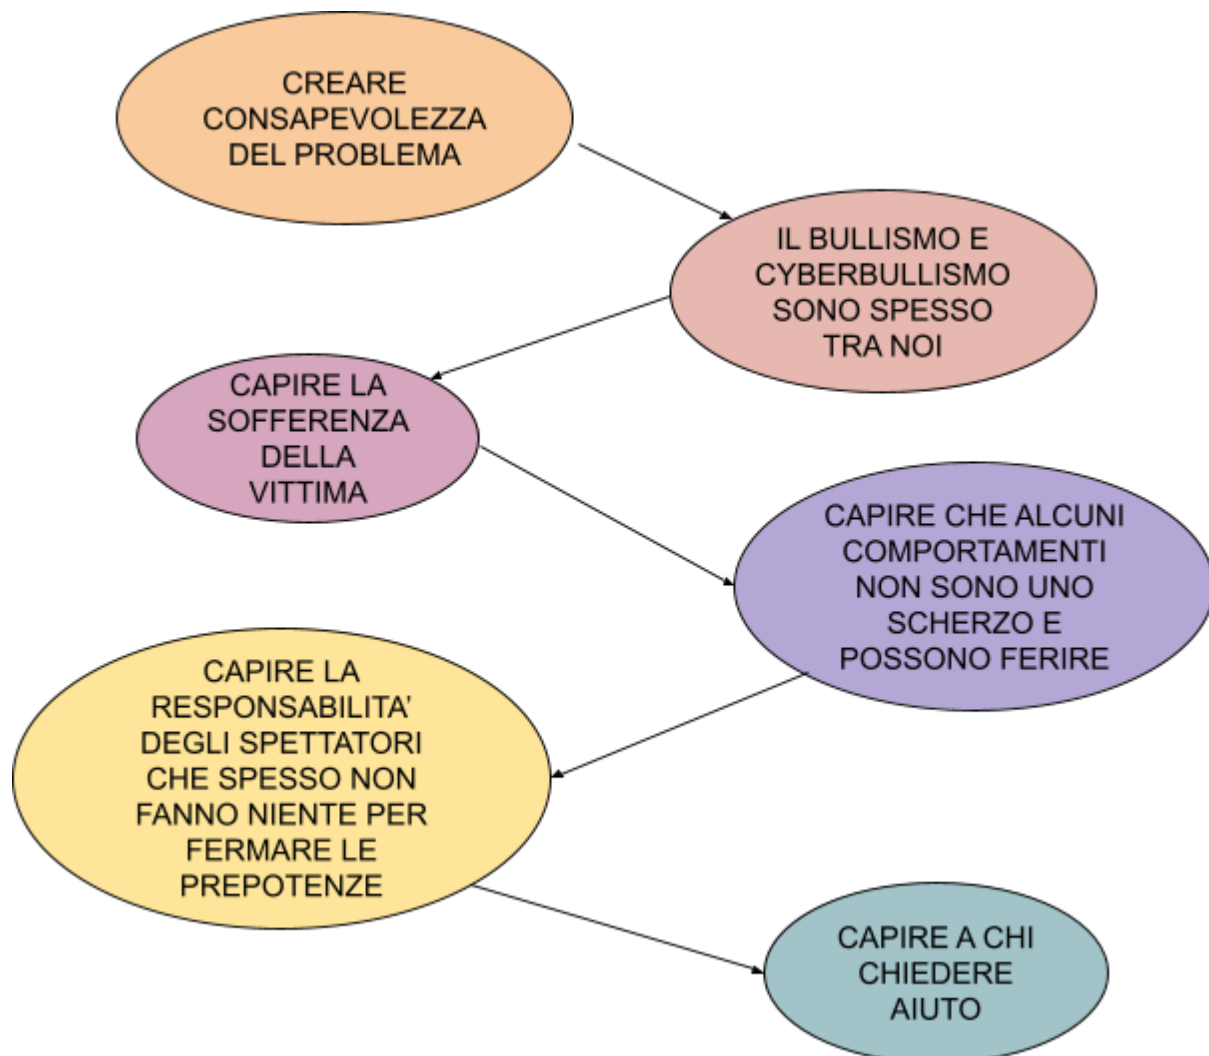 CREARE
CONSAPEVOLEZZA
DEL PROBLEMA
IL BULLISMO E
CYBERBULLISMO
SONO SPESSO
TRA NOI
CAPIRE LA
SOFFERENZA
DELLA
VITTIMA
CAPIRE CHE ALCUNI
COMPORTAMENTI
NON SONO UNO
SCHERZO E
POSSONO FERIRE
CAPIRE LA
RESPONSABILITA’
DEGLI SPETTATORI
CHE SPESSO NON
FANNO NIENTE PER
FERMARE LE
PREPOTENZE
CAPIRE A CHI
CHIEDERE
AIUTO